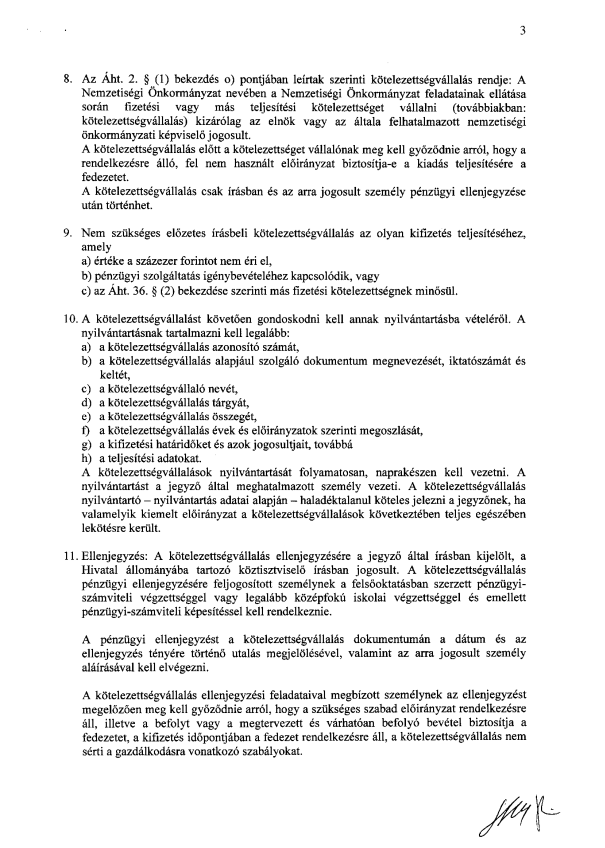 3
8. Az Áht. 2. § (1) bekezdés o) pontjában leírtak szerinti kötelezettségvállalás rendje: A
Nemzetiségi Önkormányzat nevében a Nemzetiségi Önkormányzat feladatainak ellátása
során fizetési vagy más teljesítési kötelezettséget vállalni (továbbiakban:
kötelezettségvállalás) kizárólag az elnök vagy az általa felhatalmazott nemzetiségi
önkormányzati képviselő jogosult.
A kötelezettségvállalás előtt a kötelezettséget vállalónak meg kell győződnie arról, hogy a
rendelkezésre álló, fel nem használt előirányzat biztosítja-e a kiadás teljesítésére a
fedezetet.
A kötelezettségvállalás csak írásban és az arra jogosult személy pénzügyi ellenjegyzése
után történhet.
9. Nem szükséges előzetes írásbeli kötelezettségvállalás az olyan kifizetés teljesítéséhez,
amely
a) értéke a százezer forintot nem éri el,
b) pénzügyi szolgáltatás igénybevételéhez kapcsolódik, vagy
c) az Áht. 36. § (2) bekezdése szerinti más fizetési kötelezettségnek minősül.
10. A kötelezettségvállalást követően gondoskodni kell annak nyilvántartásba vételéről. A
nyilvántartásnak tartalmazni kell legalább:
a) a kötelezettségvállalás azonosító számát,
b) a kötelezettségvállalás alapjául szolgáló dokumentum megnevezését, iktatószámát és
keltét,
c) a kötelezettségvállaló nevét,
d) a kötelezettségvállalás tárgyát,
e) a kötelezettségvállalás összegét,
f) a kötelezettségvállalás évek és előirányzatok szerinti megoszlását,
g) a kifizetési határidőket és azok jogosultjait, továbbá
h) a teljesítési adatokat.
A kötelezettségvállalások nyilvántartását folyamatosan, naprakészen kell vezetni. A
nyilvántartást a jegyző által meghatalmazott személy vezeti. A kötelezettségvállalás
nyilvántartó – nyilvántartás adatai alapján – haladéktalanul köteles jelezni a jegyzőnek, ha
valamelyik kiemelt előirányzat a kötelezettségvállalások következtében teljes egészében
lekötésre került.
11. Ellenjegyzés: A kötelezettségvállalás ellenjegyzésére a jegyző által írásban kijelölt, a
Hivatal állományába tartozó köztisztviselő írásban jogosult. A kötelezettségvállalás
pénzügyi ellenjegyzésére feljogosított személynek a felsőoktatásban szerzett pénzügyi-
számviteli végzettséggel vagy legalább középfokú iskolai végzettséggel és emellett
pénzügyi-számviteli képesítéssel kell rendelkeznie.
A pénzügyi ellenjegyzést a kötelezettségvállalás dokumentumán a dátum és az
ellenjegyzés tényére történő utalás megjelölésével, valamint az arra jogosult személy
aláírásával kell elvégezni.
A kötelezettségvállalás ellenjegyzési feladataival megbízott személynek az ellenjegyzést
megelőzően meg kell győződnie arról, hogy a szükséges szabad előirányzat rendelkezésre
áll, illetve a befolyt vagy a megtervezett és várhatóan befolyó bevétel biztosítja a
fedezetet, a kifizetés időpontjában a fedezet rendelkezésre áll, a kötelezettségvállalás nem
sérti a gazdálkodásra vonatkozó szabályokat.